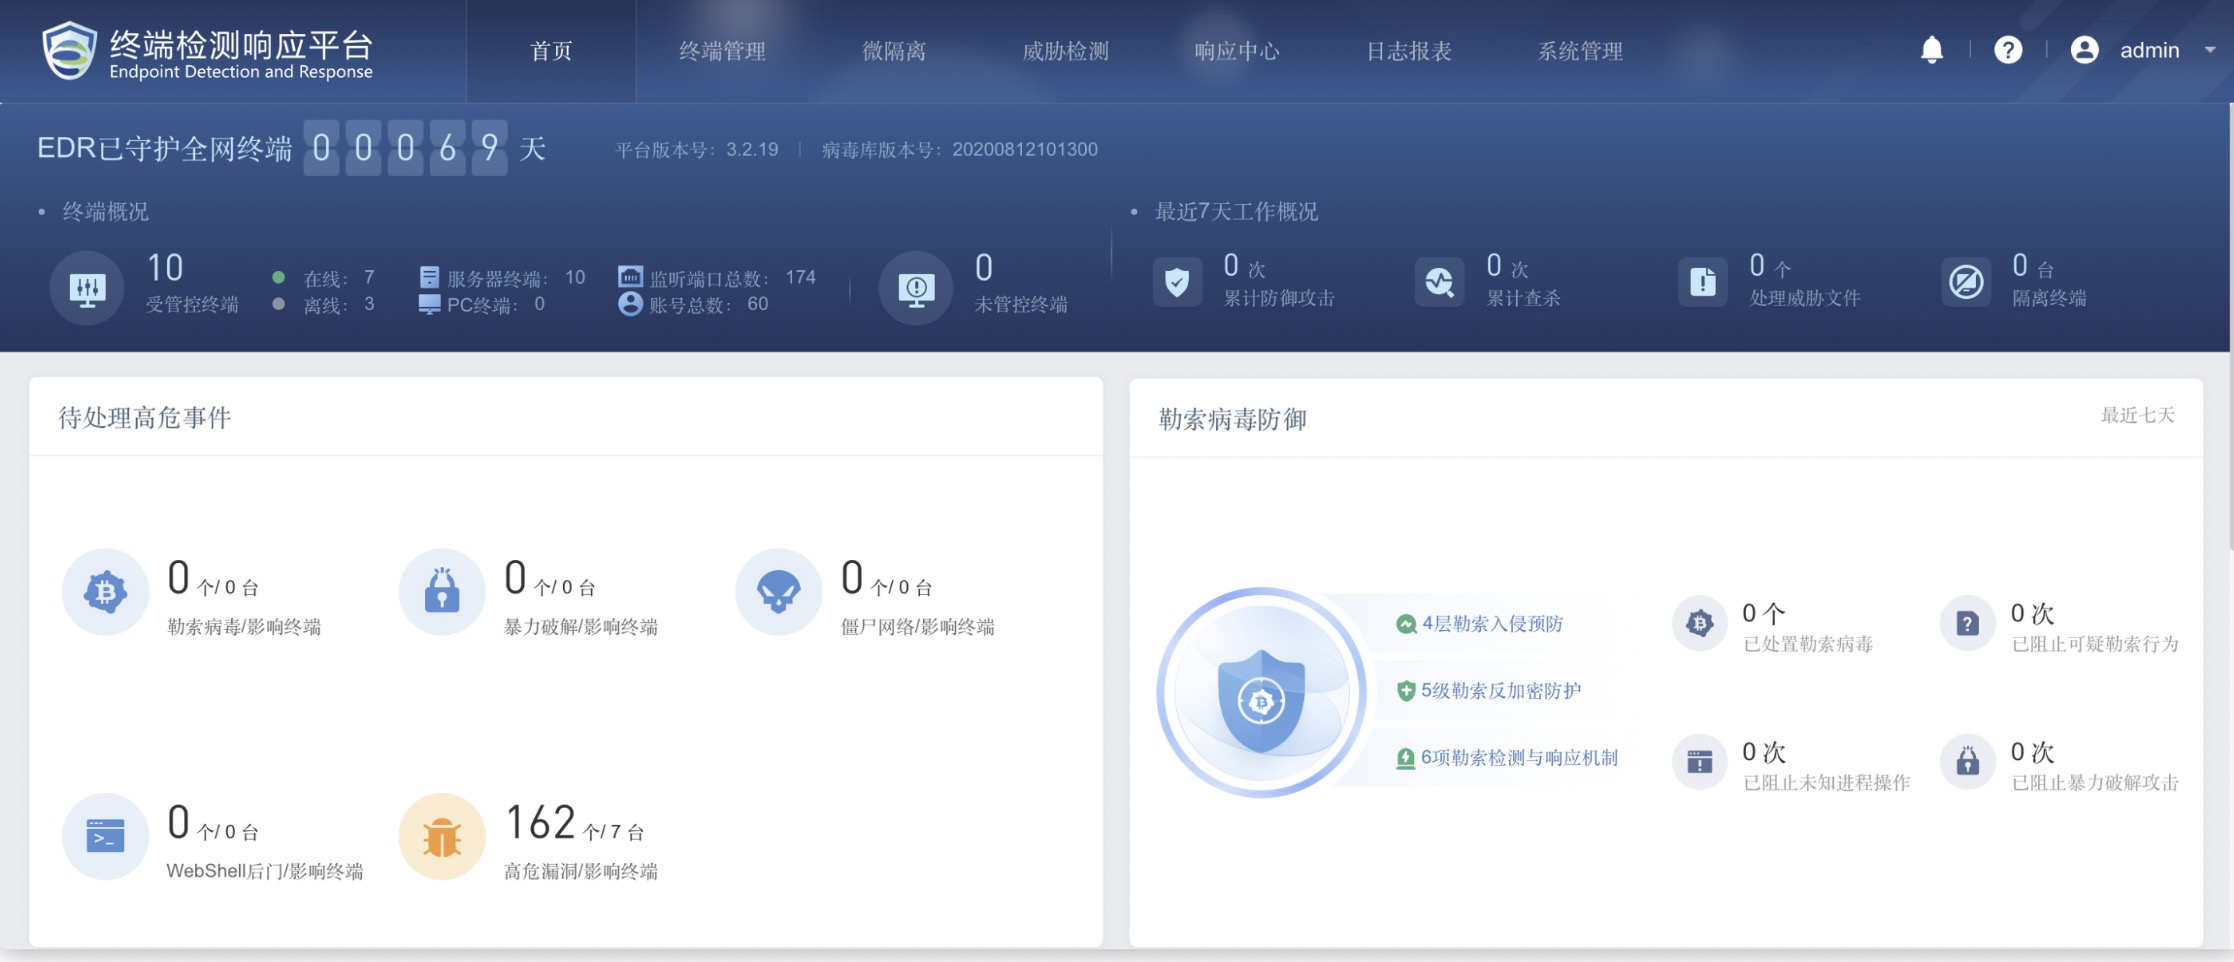 终端检测响应平台
Endpoint Detection and Response
首页 终端管理 微隔离 威胁检测 响应中心 日志报表 系统管理 admin
EDR已守护全网终端 0 0 0 6 9 天 平台版本号： 3.2.19 病毒库版本号： 20200812101300
终端概况
10
受管控终端
在线： 7
离线： 3
服务器终端： 10
PC终端： 0
监听端口总数： 174
账号总数： 60
0
未管控终端
最近7天工作概况
0 次
累计防御攻击
0 次
累计查杀
0 个
处理威胁文件
0 台
隔离终端
待处理高危事件
0 个/ 0 台
勒索病毒/影响终端
0 个/ 0 台
暴力破解/影响终端
0 个/ 0 台
僵尸网络/影响终端
0 个/ 0 台
WebShell后门/影响终端
162 个/ 7 台
高危漏洞/影响终端
勒索病毒防御 最近七天
4层勒索入侵预防
5级勒索反加密防护
6项勒索检测与响应机制
0 个
已处置勒索病毒
0 次
已阻止可疑勒索行为
0 次
已阻止未知进程操作
0 次
已阻止暴力破解攻击